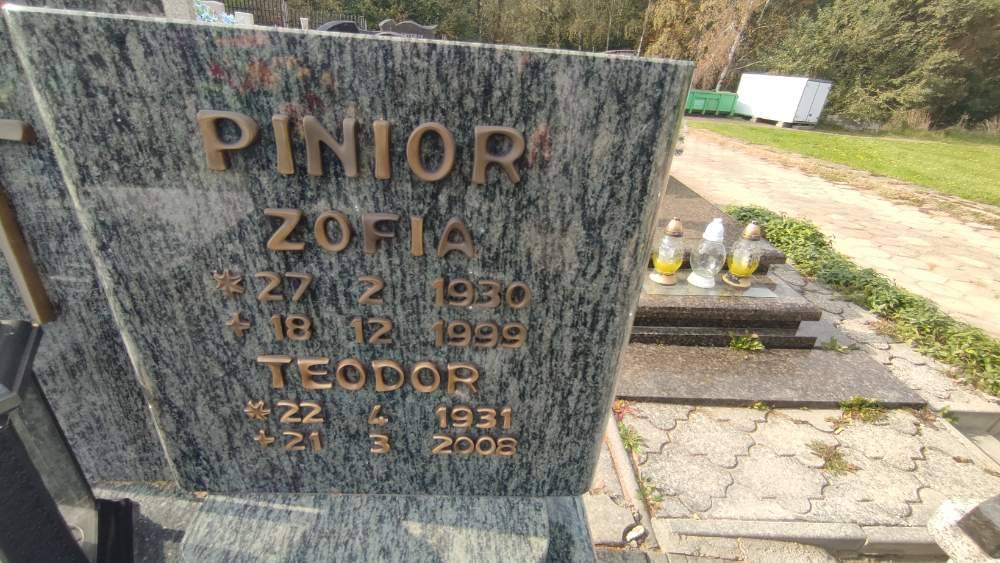 PINIOR
ZOFIA
* 27 2 1930
+ 18 12 1999
TEODOR
* 22 4 1931
+ 21 3 2008